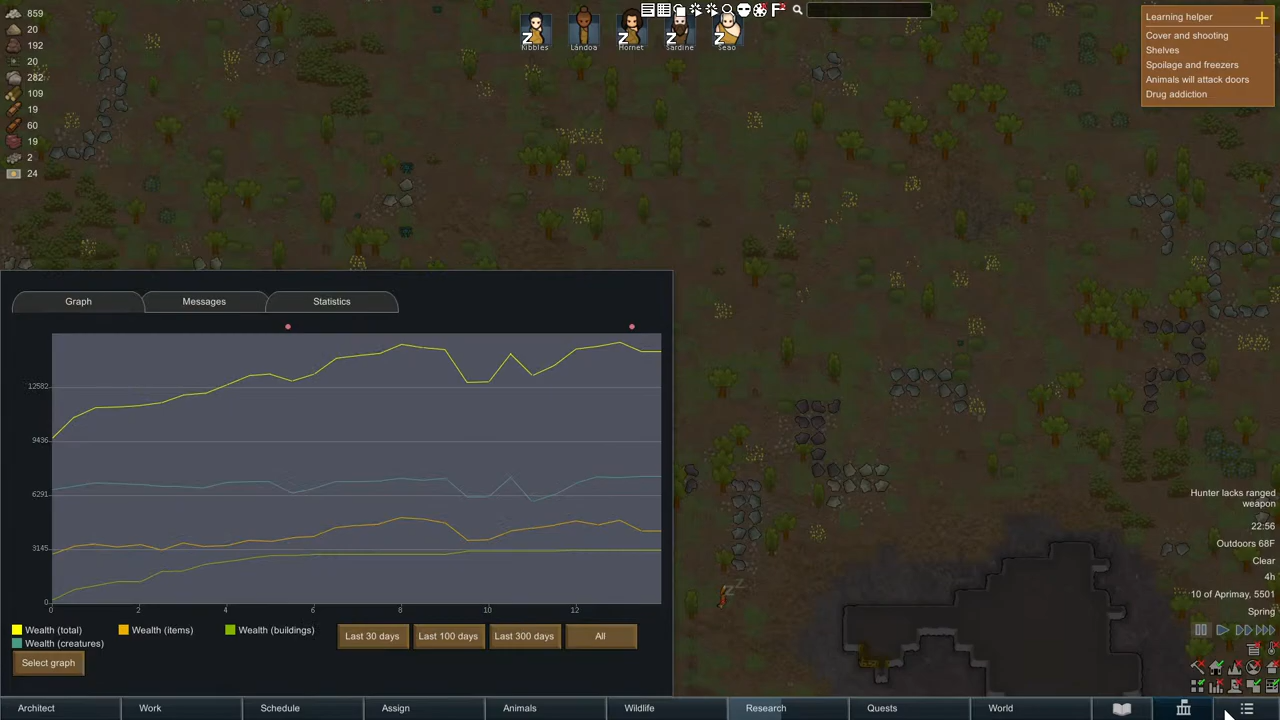 859
20
192
20
282
109
19
60
19
2
24
F
Z
Z
Z
Z
Kibbles
Landoa
Hornet
Sardine
Seao
Learning helper
Cover and shooting
Shelves
Spoilage and freezers
Animals will attack doors
Drug addiction
Graph
Messages
Statistics
12582
9436
6291
3145
0
0
2
4
6
8
10
12
Wealth (total)
Wealth (items)
Wealth (buildings)
Wealth (creatures)
Last 30 days
Last 100 days
Last 300 days
All
Select graph
Hunter lacks ranged
weapon
22:56
Outdoors 68F
Clear
4h
10 of Aprimay, 5501
Spring
Architect
Work
Schedule
Assign
Animals
Wildlife
Research
Quests
World